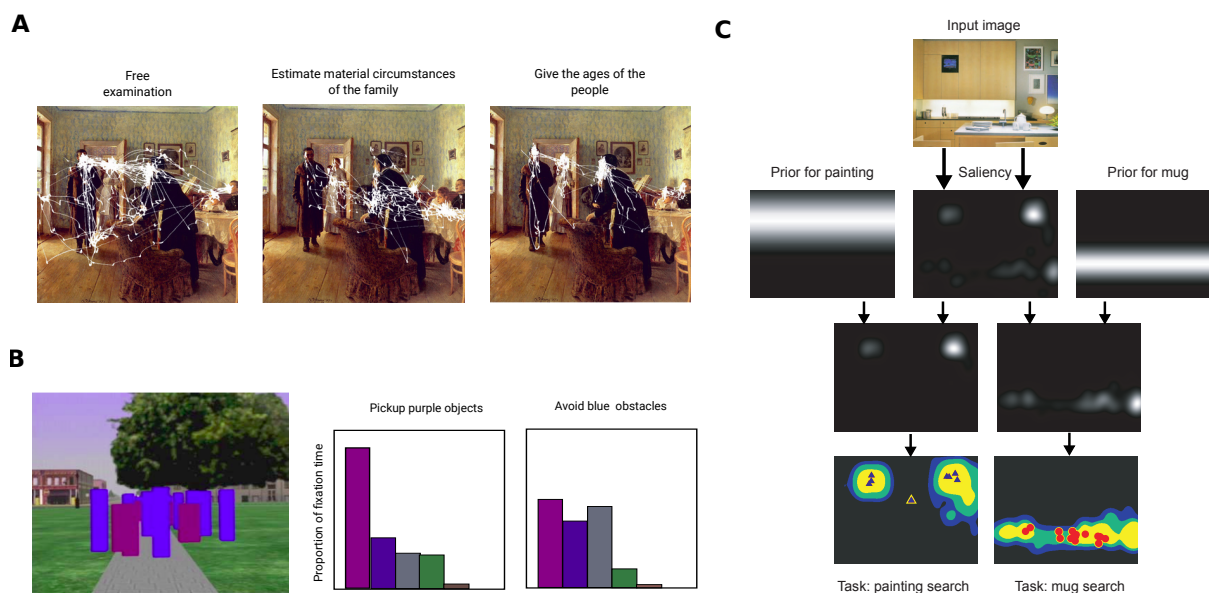 A
Free
examination
Estimate material circumstances
of the family
Give the ages of the
people
B
Pickup purple objects
Avoid blue obstacles
Proportion of fixation time
C
Input image
Prior for painting
Saliency
Prior for mug
Task: painting search
Task: mug search